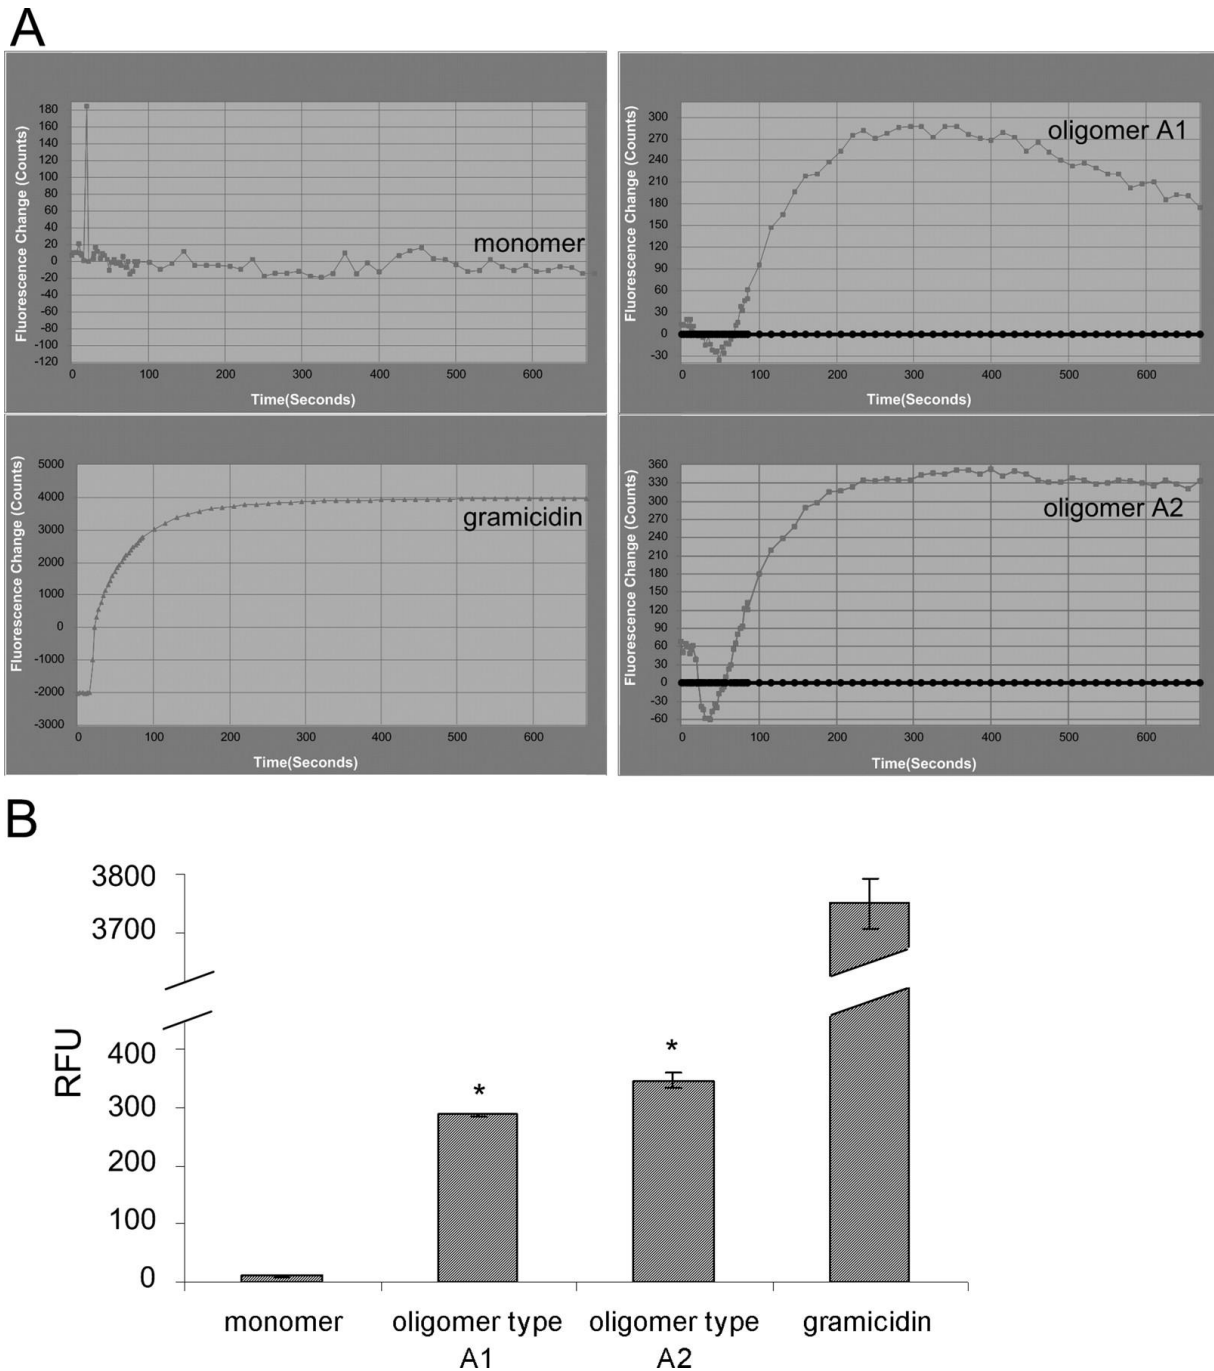 A
180
160
140
120
100
80
60
40
20
0
-20
-40
-60
-80
-100
-120
Fluorescence Change (Counts)
monomer
0 100 200 300 400 500 600
Time(Seconds)
300
270
240
210
180
150
120
90
60
30
0
-30
Fluorescence Change (Counts)
oligomer A1
0 100 200 300 400 500 600
Time(Seconds)
5000
4000
3000
2000
1000
0
-1000
-2000
-3000
Fluorescence Change (Counts)
gramicidin
0 100 200 300 400 500 600
Time(Seconds)
360
330
300
270
240
210
180
150
120
90
60
30
0
-30
-60
Fluorescence Change (Counts)
oligomer A2
0 100 200 300 400 500 600
Time(Seconds)
B
3800
3700
400
300
200
100
0
RFU
*
*
monomer
oligomer type
A1
oligomer type
A2
gramicidin